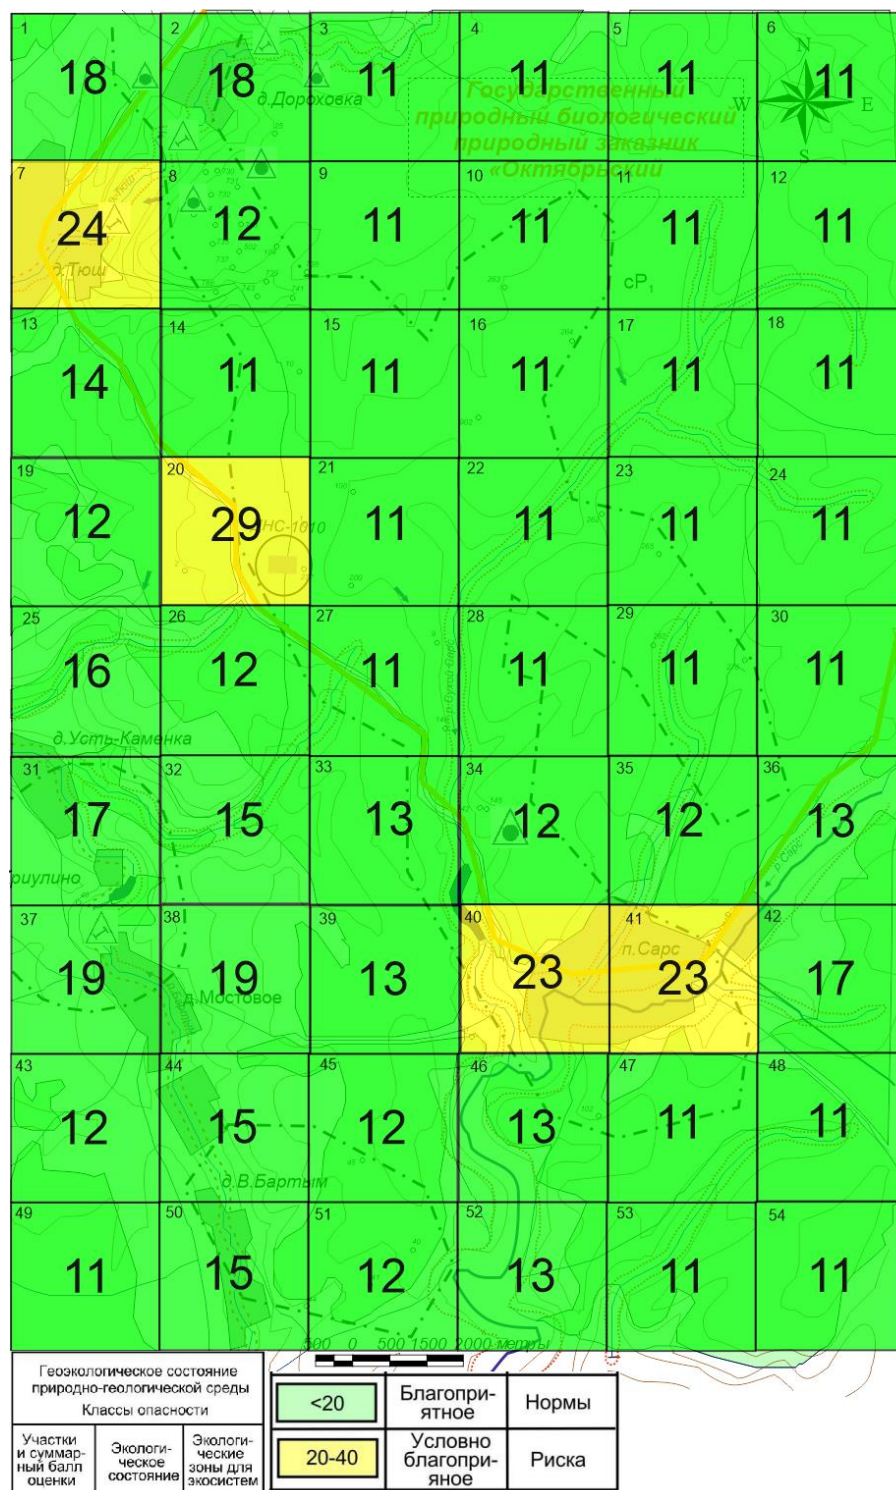 1 2 3 4 5 6
N
W E
S
18 18 11 11 11 11
д.Дороховка
Государственный
природный биологический
природный заказник
«Октябрьский
7 8 9 10 11 12
24 12 11 11 11 11
д.Тюш
сР₁
13 14 15 16 17 18
14 11 11 11 11 11
19 20 21 22 23 24
12 29 11 11 11 11
НС-1010
25 26 27 28 29 30
16 12 11 11 11 11
д.Усть-Каменка
31 32 33 34 35 36
17 15 13 12 12 13
р.Сарс
риулино
37 38 39 40 41 42
п.Сарс
19 19 13 23 23 17
д.Мостовое
43 44 45 46 47 48
12 15 12 13 11 11
д.В.Бартым
49 50 51 52 53 54
11 15 12 13 11 11
500 0 500 1500 2000 метры
Геоэкологическое состояние
природно-геологической среды
Классы опасности
Участки
и суммар-
ный балл
оценки
Экологи-
ческое
состояние
Экологи-
ческие
зоны для
экосистем
<20
Благопри-
ятное
Нормы
20-40
Условно
благопри-
яное
Риска